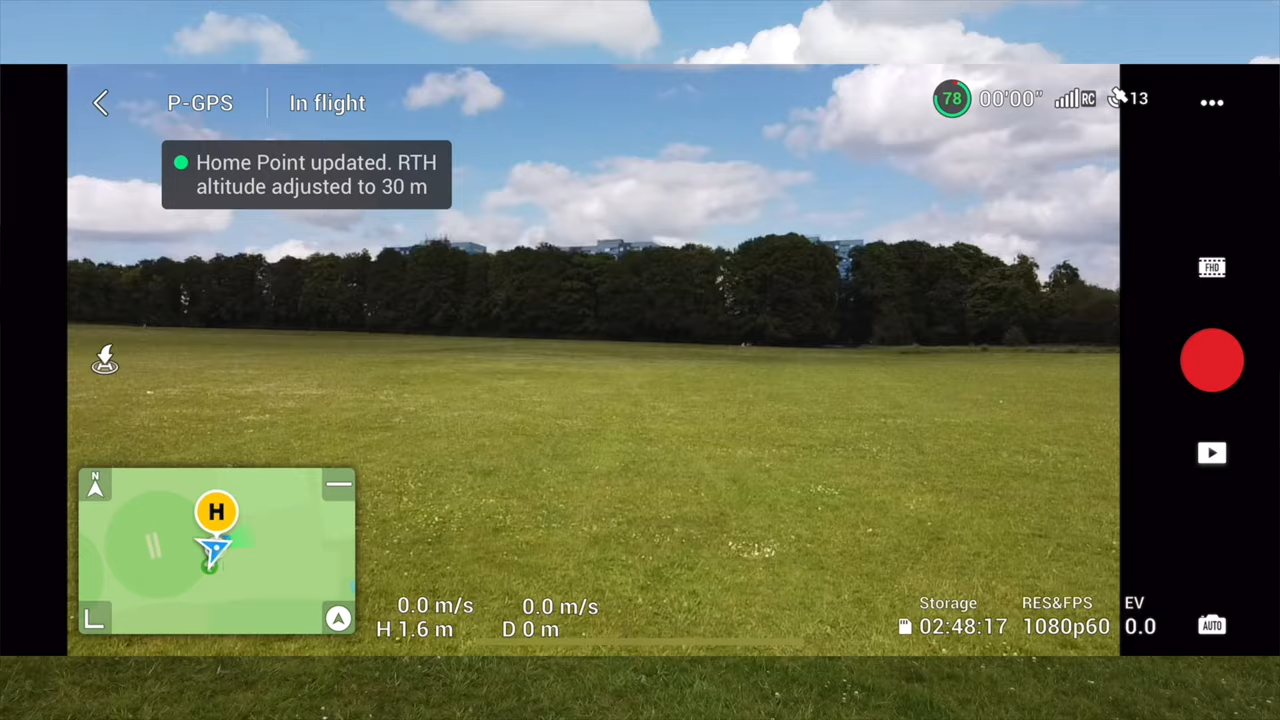 P-GPS
In flight
78
00'00"
RC
13
Home Point updated. RTH
altitude adjusted to 30 m
FHD
N
H
0.0 m/s
0.0 m/s
H 1.6 m
D 0 m
Storage
02:48:17
RES&FPS
1080p60
EV
0.0
AUTO